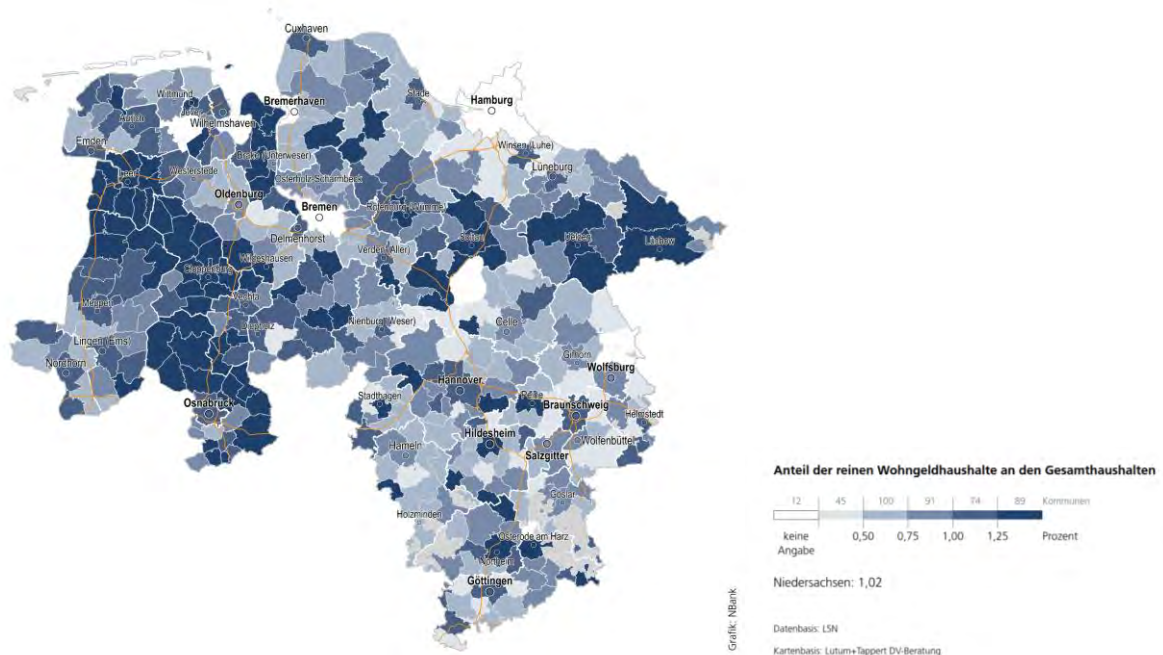 Cuxhaven
Wittmund
Stade
Hamburg
Bremerhaven
Aurich
Wilhelmshaven
Emden
Winsen (Luhe)
Brake (Unterweser)
Leer
Westerstede
Lüneburg
Osterholz-Scharmbeck
Oldenburg
Bremen
Rotenburg (Wümme)
Delmenhorst
Uelzen
Lüchow
Verden (Aller)
Wildeshausen
Cloppenburg
Meppen
Vechta
Nienburg (Weser)
Celle
Diepholz
Lingen (Ems)
Gifhorn
Nordhorn
Wolfsburg
Hannover
Stadthagen
Peine
Osnabrück
Braunschweig
Helmstedt
Hildesheim
Wolfenbüttel
Hameln
Salzgitter
Goslar
Holzminden
Osterode am Harz
Northeim
Göttingen
Anteil der reinen Wohngeldhaushalte an den Gesamthaushalten
12 45 100 91 74 89 Kommunen
keine 0,50 0,75 1,00 1,25 Prozent
Angabe
Niedersachsen: 1,02
Datenbasis: LSN
Kartenbasis: Lutum+Tappert DV-Beratung
Grafik: NBank